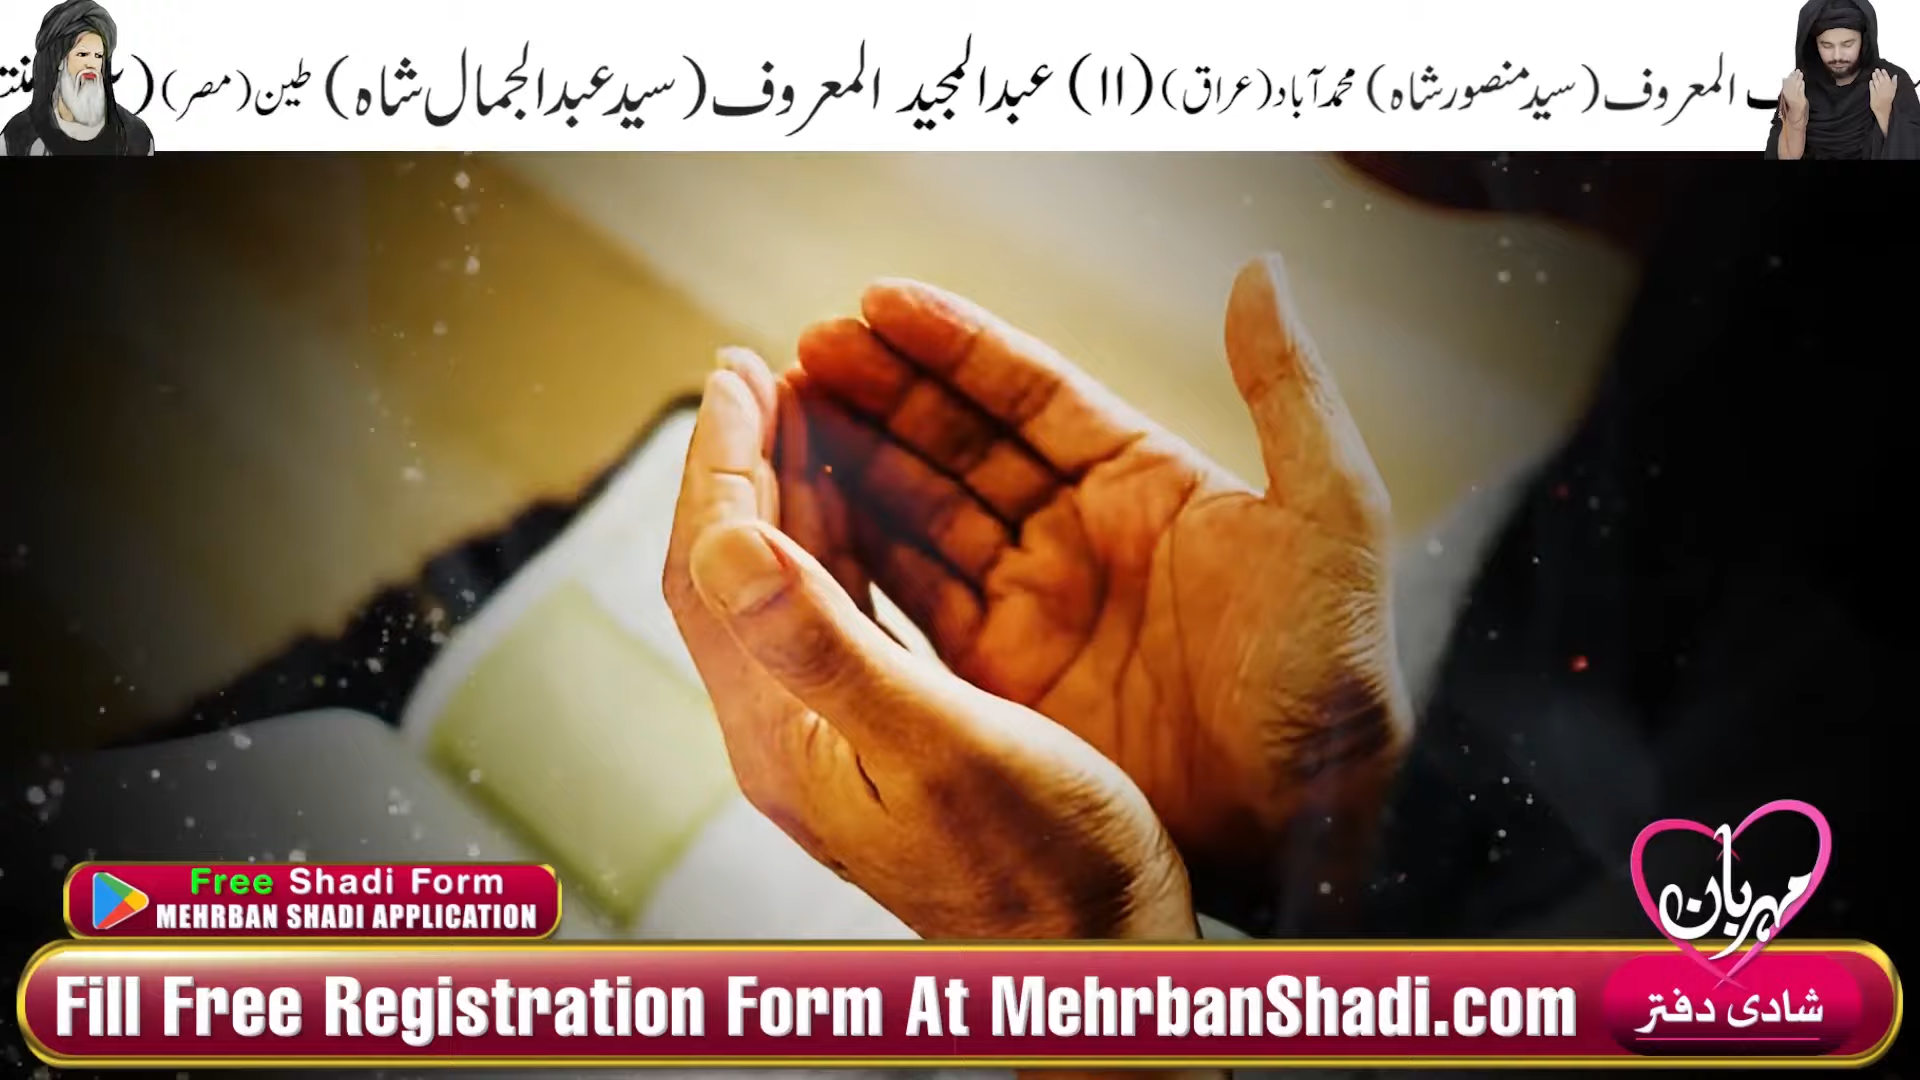 المعروف (سید منصور شاہ) محمد آباد (عراق) (۱۱) عبدالمجید المعروف (سید عبدالجمال شاہ) طین (مصر) (
Free Shadi Form
MEHRBAN SHADI APPLICATION
مہربان
Fill Free Registration Form At MehrbanShadi.com
شادی دفتر